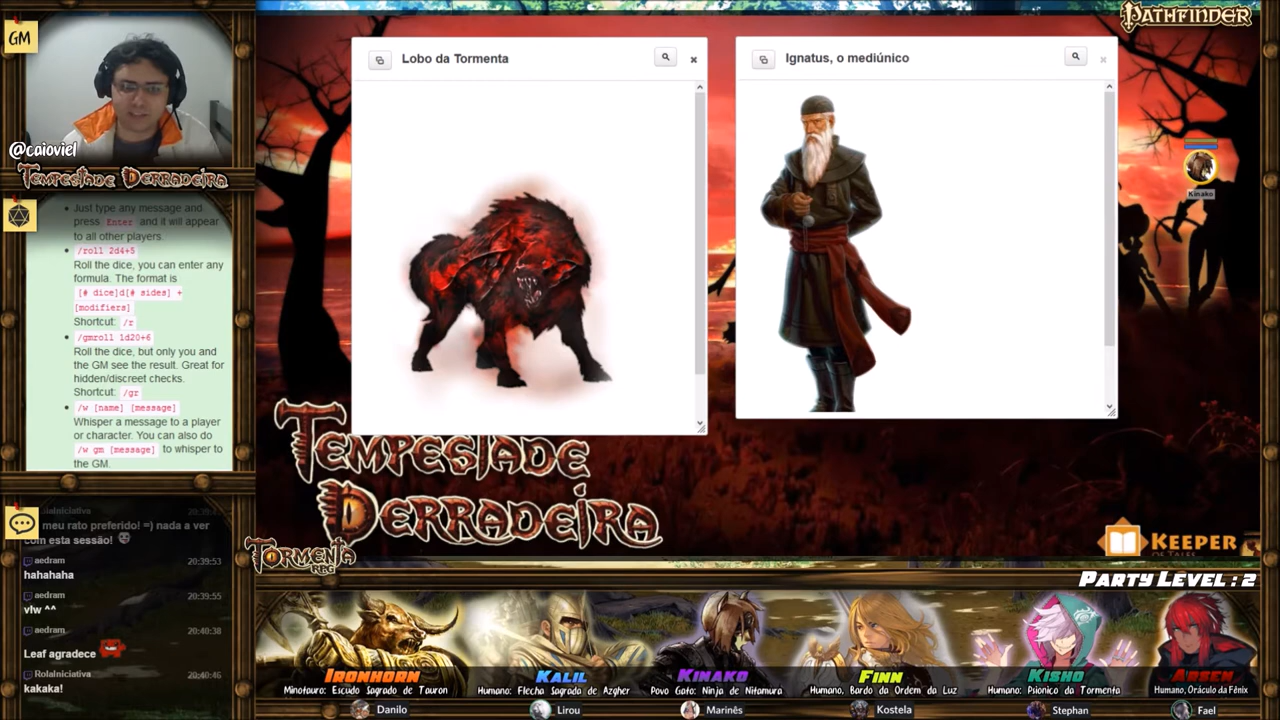 GM
@caioviel
Tempestade Derradeira
Just type any message and
press Enter and it will appear
to all other players.
/roll 2d4+5
Roll the dice, you can enter any
formula. The format is
[# dice]d[# sides] +
[modifiers]
Shortcut: /r
/gmroll 1d20+6
Roll the dice, but only you and
the GM see the result. Great for
hidden/discreet checks.
Shortcut: /gr
/w [name] [message]
Whisper a message to a player
or character. You can also do
/w gm [message] to whisper to
the GM.
meu rato preferido! =) nada a ver
com esta sessão!
aedram 20:39:53
hahahaha
aedram 20:39:55
vlw ^^
aedram 20:40:38
Leaf agradece
RolaIniciativa 20:40:46
kakaka!
Lobo da Tormenta
Ignatus, o mediúnico
Pathfinder
Kinako
Tempestade
Derradeira
Tormenta
RPG
Keeper
os Tales
Party Level : 2
Ironhorn
Minotauro: Escudo Sagrado de Tauron
Danilo
Kalil
Humano: Flecha Sagrada de Azgher
Lirou
Kinako
Povo Gato: Ninja de Nitamura
Marinês
Finn
Humano, Bardo da Ordem da Luz
Kostela
Kisho
Humano: Psionico da Tormenta
Stephan
Arsen
Humano, Oráculo da Fênix
Fael